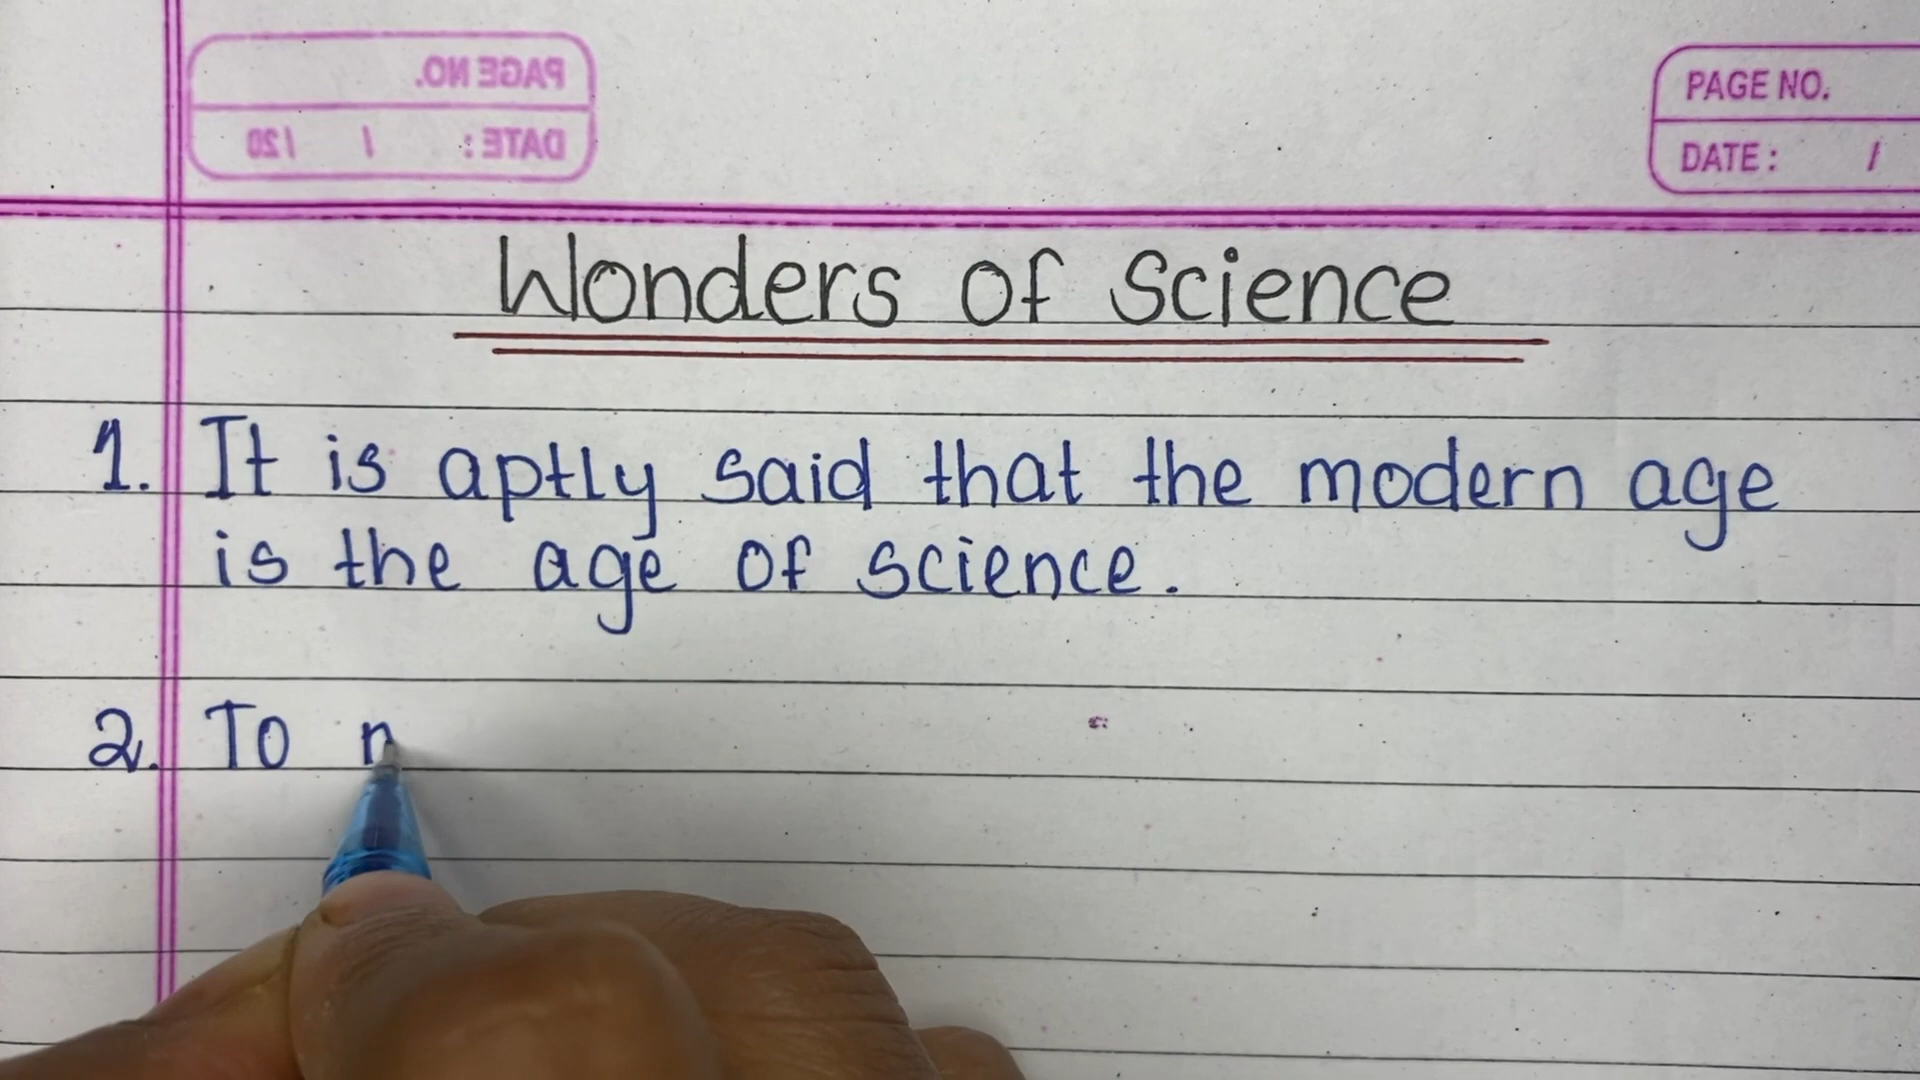 PAGE NO.
DATE : / /20
PAGE NO.
DATE : /
Wonders of Science
1. It is aptly said that the modern age
is the age of science.
2. To